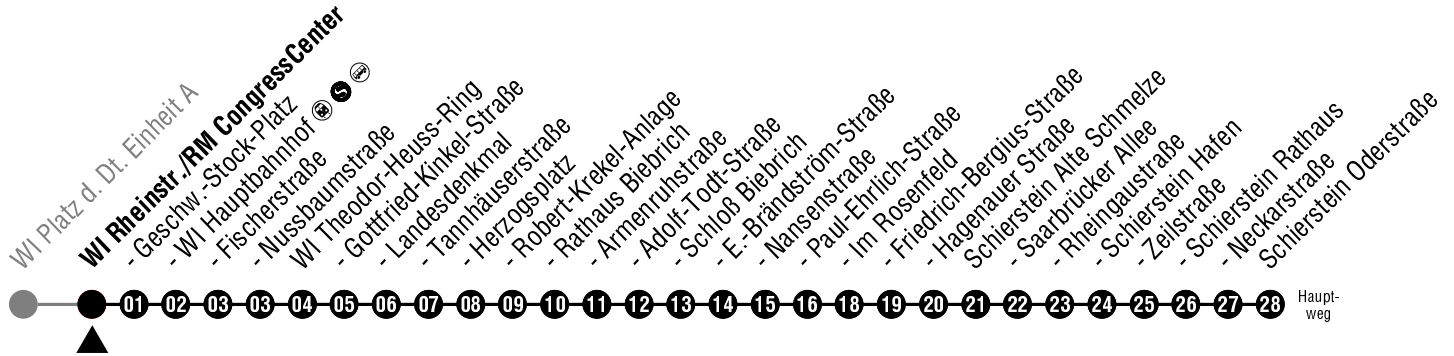 WI Platz d. Dt. Einheit A
WI Rheinstr./RM CongressCenter
- Geschw.-Stock-Platz
- WI Hauptbahnhof S
- Fischerstraße
- Nussbaumstraße
WI Theodor-Heuss-Ring
- Gottfried-Kinkel-Straße
- Landesdenkmal
- Tannhäuserstraße
- Herzogsplatz
- Robert-Krekel-Anlage
- Rathaus Biebrich
- Armenruhstraße
- Adolf-Todt-Straße
- Schloß Biebrich
- E.-Brändström-Straße
- Nansenstraße
- Paul-Ehrlich-Straße
- Im Rosenfeld
- Friedrich-Bergius-Straße
- Hagenauer Straße
Schierstein Alte Schmelze
- Saarbrücker Allee
- Rheingaustraße
- Schierstein Hafen
- Zeilstraße
- Schierstein Rathaus
- Neckarstraße
Schierstein Oderstraße
01 02 03 03 04 05 06 07 08 09 10 11 12 13 14 15 16 18 19 20 21 22 23 24 25 26 27 28
Haupt-
weg